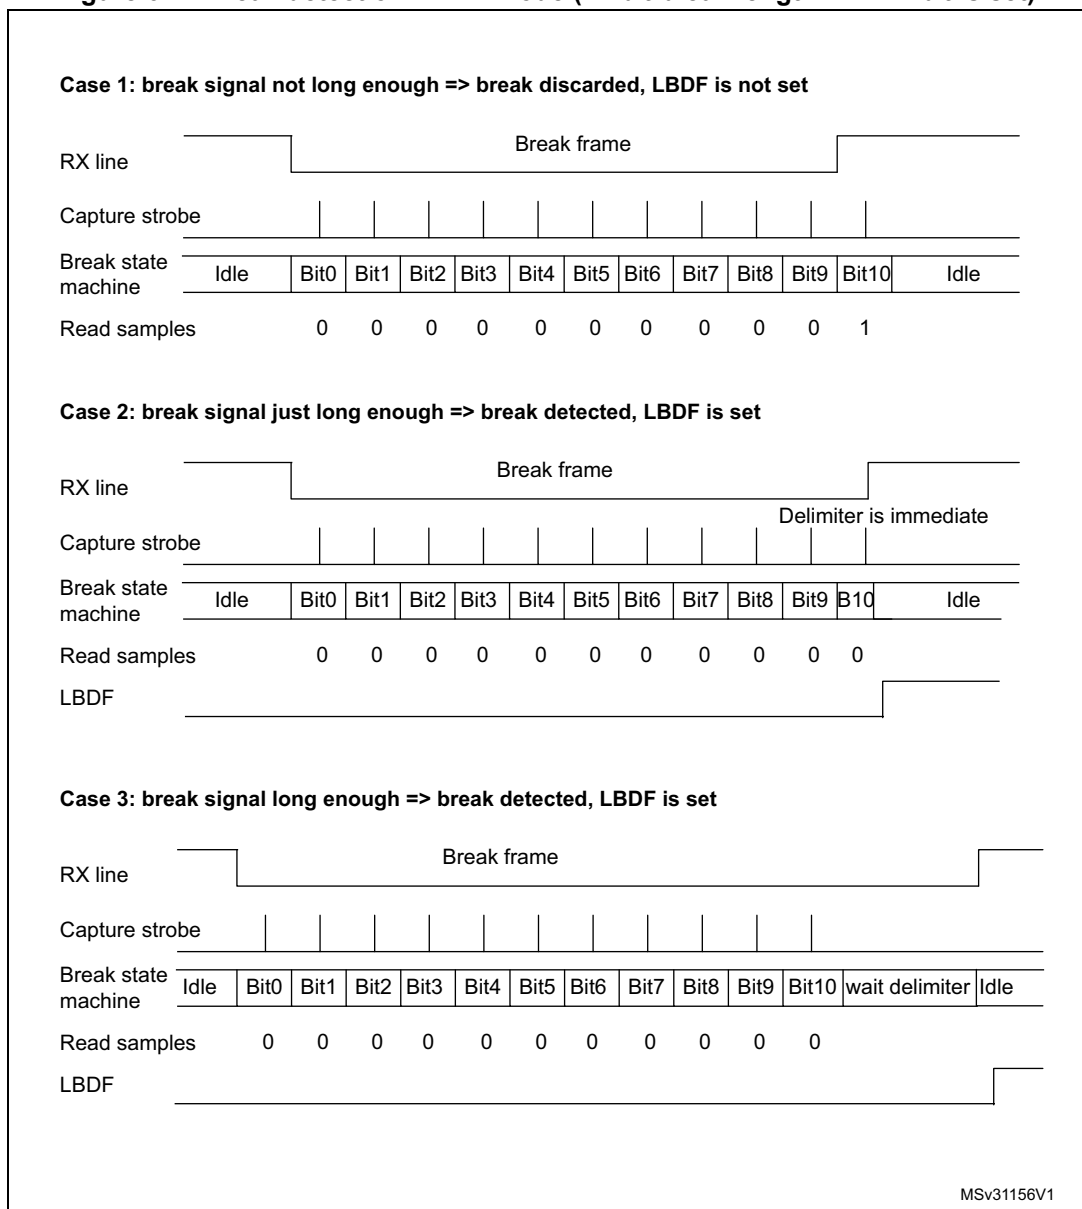 Case 1: break signal not long enough => break discarded, LBDF is not set
Break frame
RX line
Capture strobe
Break state machine Idle Bit0 Bit1 Bit2 Bit3 Bit4 Bit5 Bit6 Bit7 Bit8 Bit9 Bit10 Idle
Read samples 0 0 0 0 0 0 0 0 0 0 1
Case 2: break signal just long enough => break detected, LBDF is set
Break frame
RX line
Delimiter is immediate
Capture strobe
Break state machine Idle Bit0 Bit1 Bit2 Bit3 Bit4 Bit5 Bit6 Bit7 Bit8 Bit9 B10 Idle
Read samples 0 0 0 0 0 0 0 0 0 0 0
LBDF
Case 3: break signal long enough => break detected, LBDF is set
Break frame
RX line
Capture strobe
Break state machine Idle Bit0 Bit1 Bit2 Bit3 Bit4 Bit5 Bit6 Bit7 Bit8 Bit9 Bit10 wait delimiter Idle
Read samples 0 0 0 0 0 0 0 0 0 0 0
LBDF
MSv31156V1